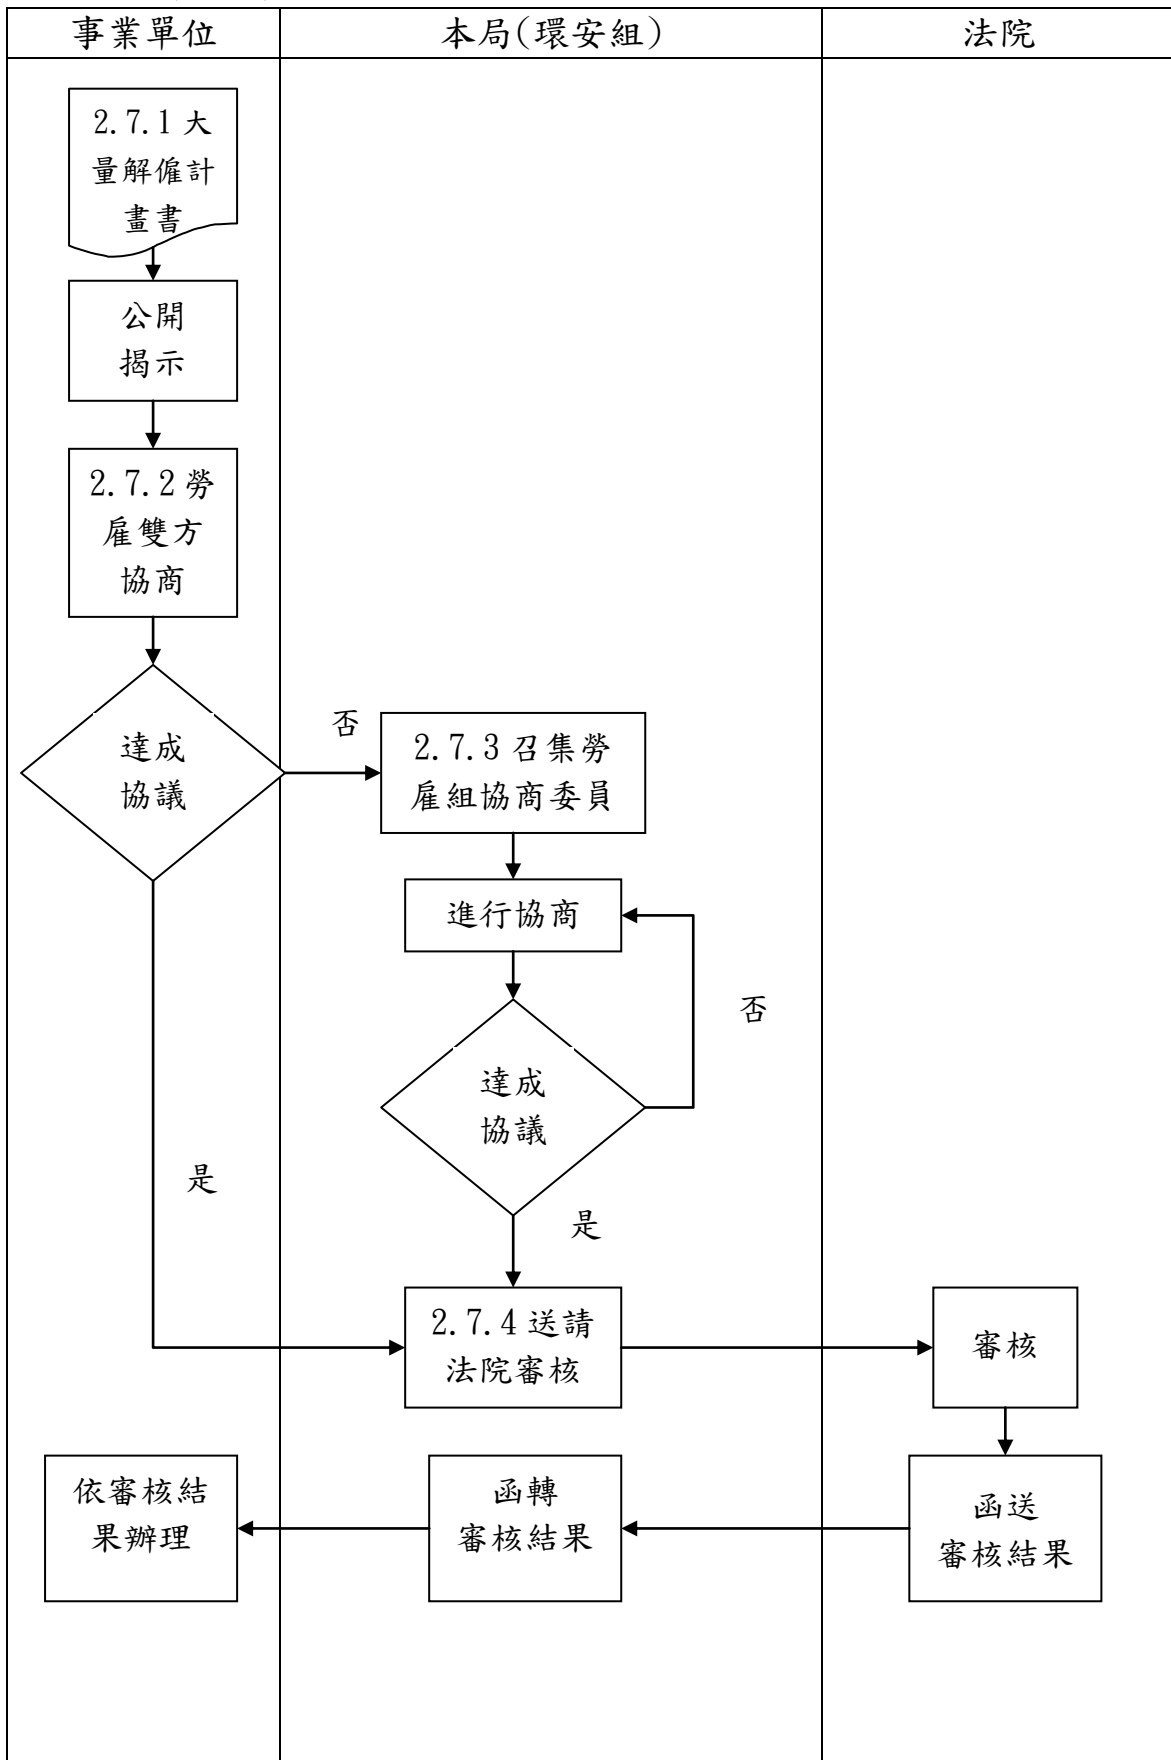 事業單位
本局(環安組)
法院
2.7.1大
量解僱計
畫書
公開
揭示
2.7.2勞
雇雙方
協商
達成
協議
否
2.7.3召集勞
雇組協商委員
進行協商
否
達成
協議
是
是
2.7.4送請
法院審核
審核
依審核結
果辦理
函轉
審核結果
函送
審核結果